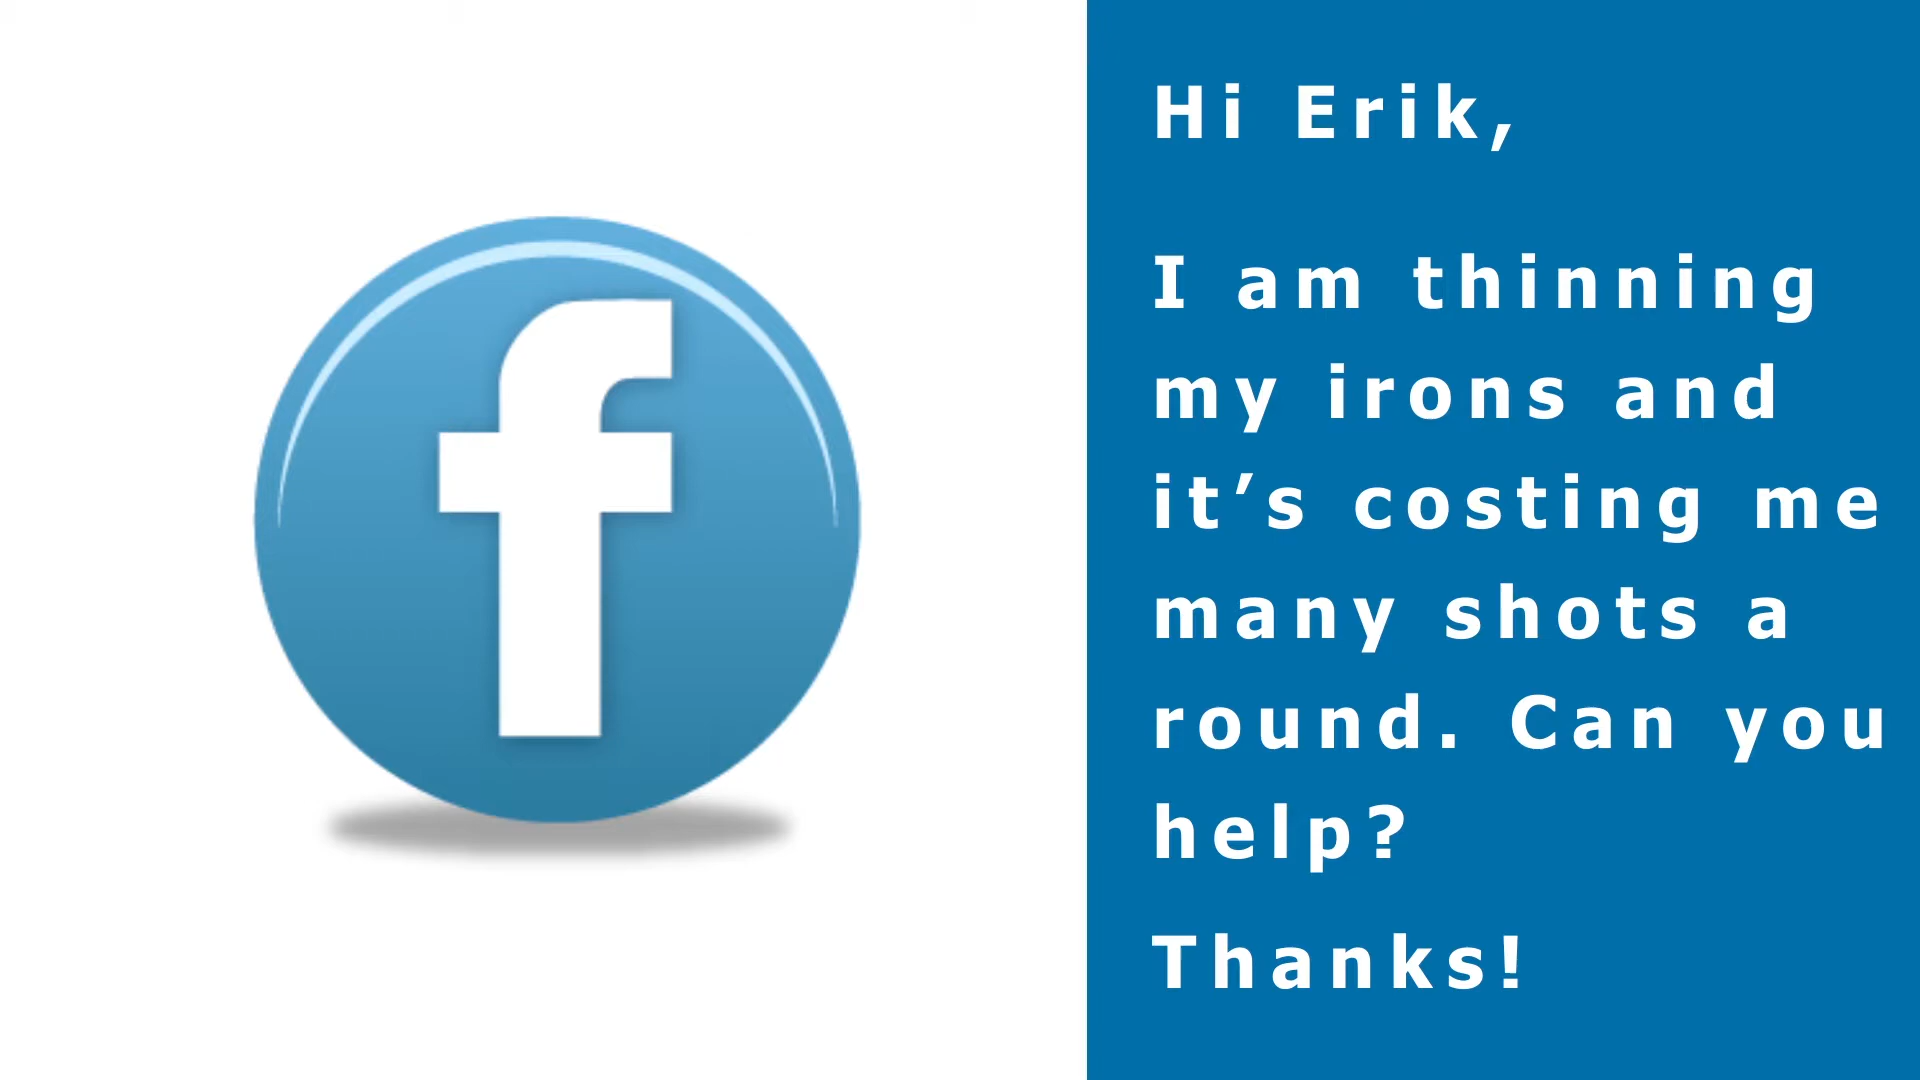 Hi Erik,
I am thinning
my irons and
it’s costing me
many shots a
round. Can you
help?
Thanks!